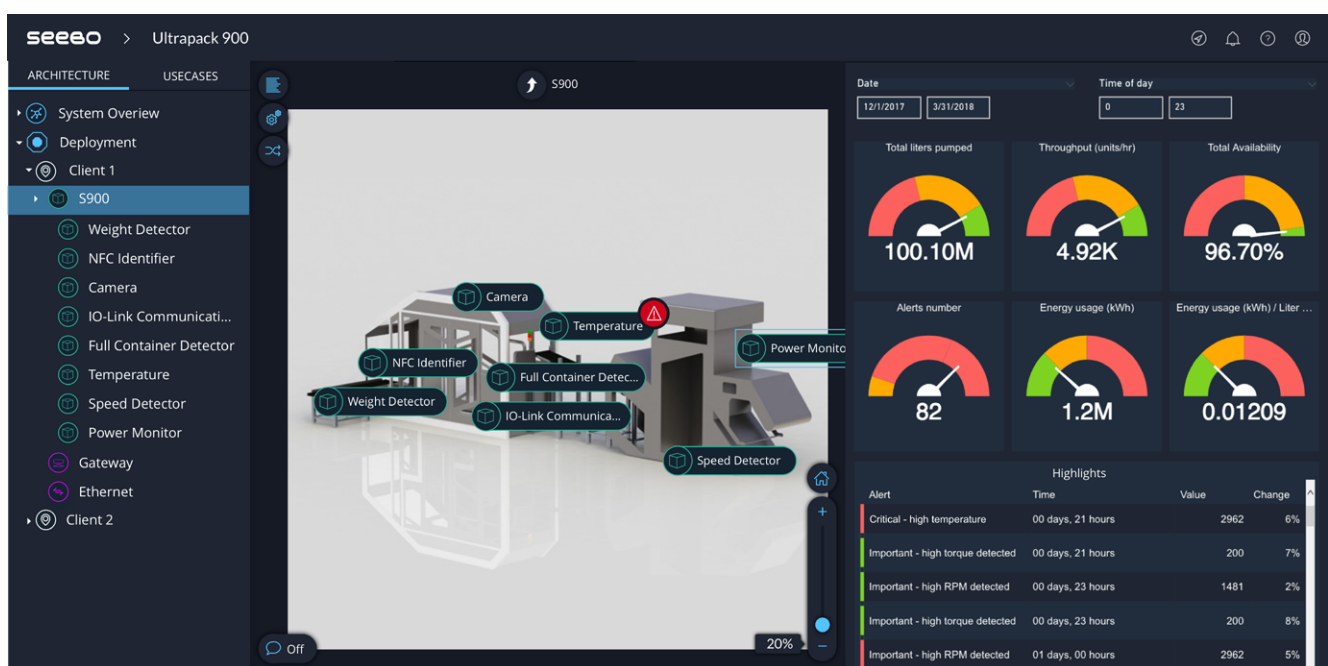 seebo > Ultrapack 900
ARCHITECTURE USECASES
System Overiew
Deployment
Client 1
S900
Weight Detector
NFC Identifier
Camera
IO-Link Communicati...
Full Container Detector
Temperature
Speed Detector
Power Monitor
Gateway
Ethernet
Client 2
S900
Camera
Temperature
Power Monito
NFC Identifier
Full Container Detec...
Weight Detector
IO-Link Communica...
Speed Detector
+
20% −
Off
Date Time of day
12/1/2017 3/31/2018 0 23
Total liters pumped Throughput (units/hr) Total Availability
100.10M 4.92K 96.70%
Alerts number Energy usage (kWh) Energy usage (kWh) / Liter ...
82 1.2M 0.01209
Highlights
Alert Time Value Change
Critical - high temperature 00 days, 21 hours 2962 6%
Important - high torque detected 00 days, 21 hours 200 7%
Important - high RPM detected 00 days, 23 hours 1481 2%
Important - high torque detected 00 days, 23 hours 200 8%
Important - high RPM detected 01 days, 00 hours 2962 5%